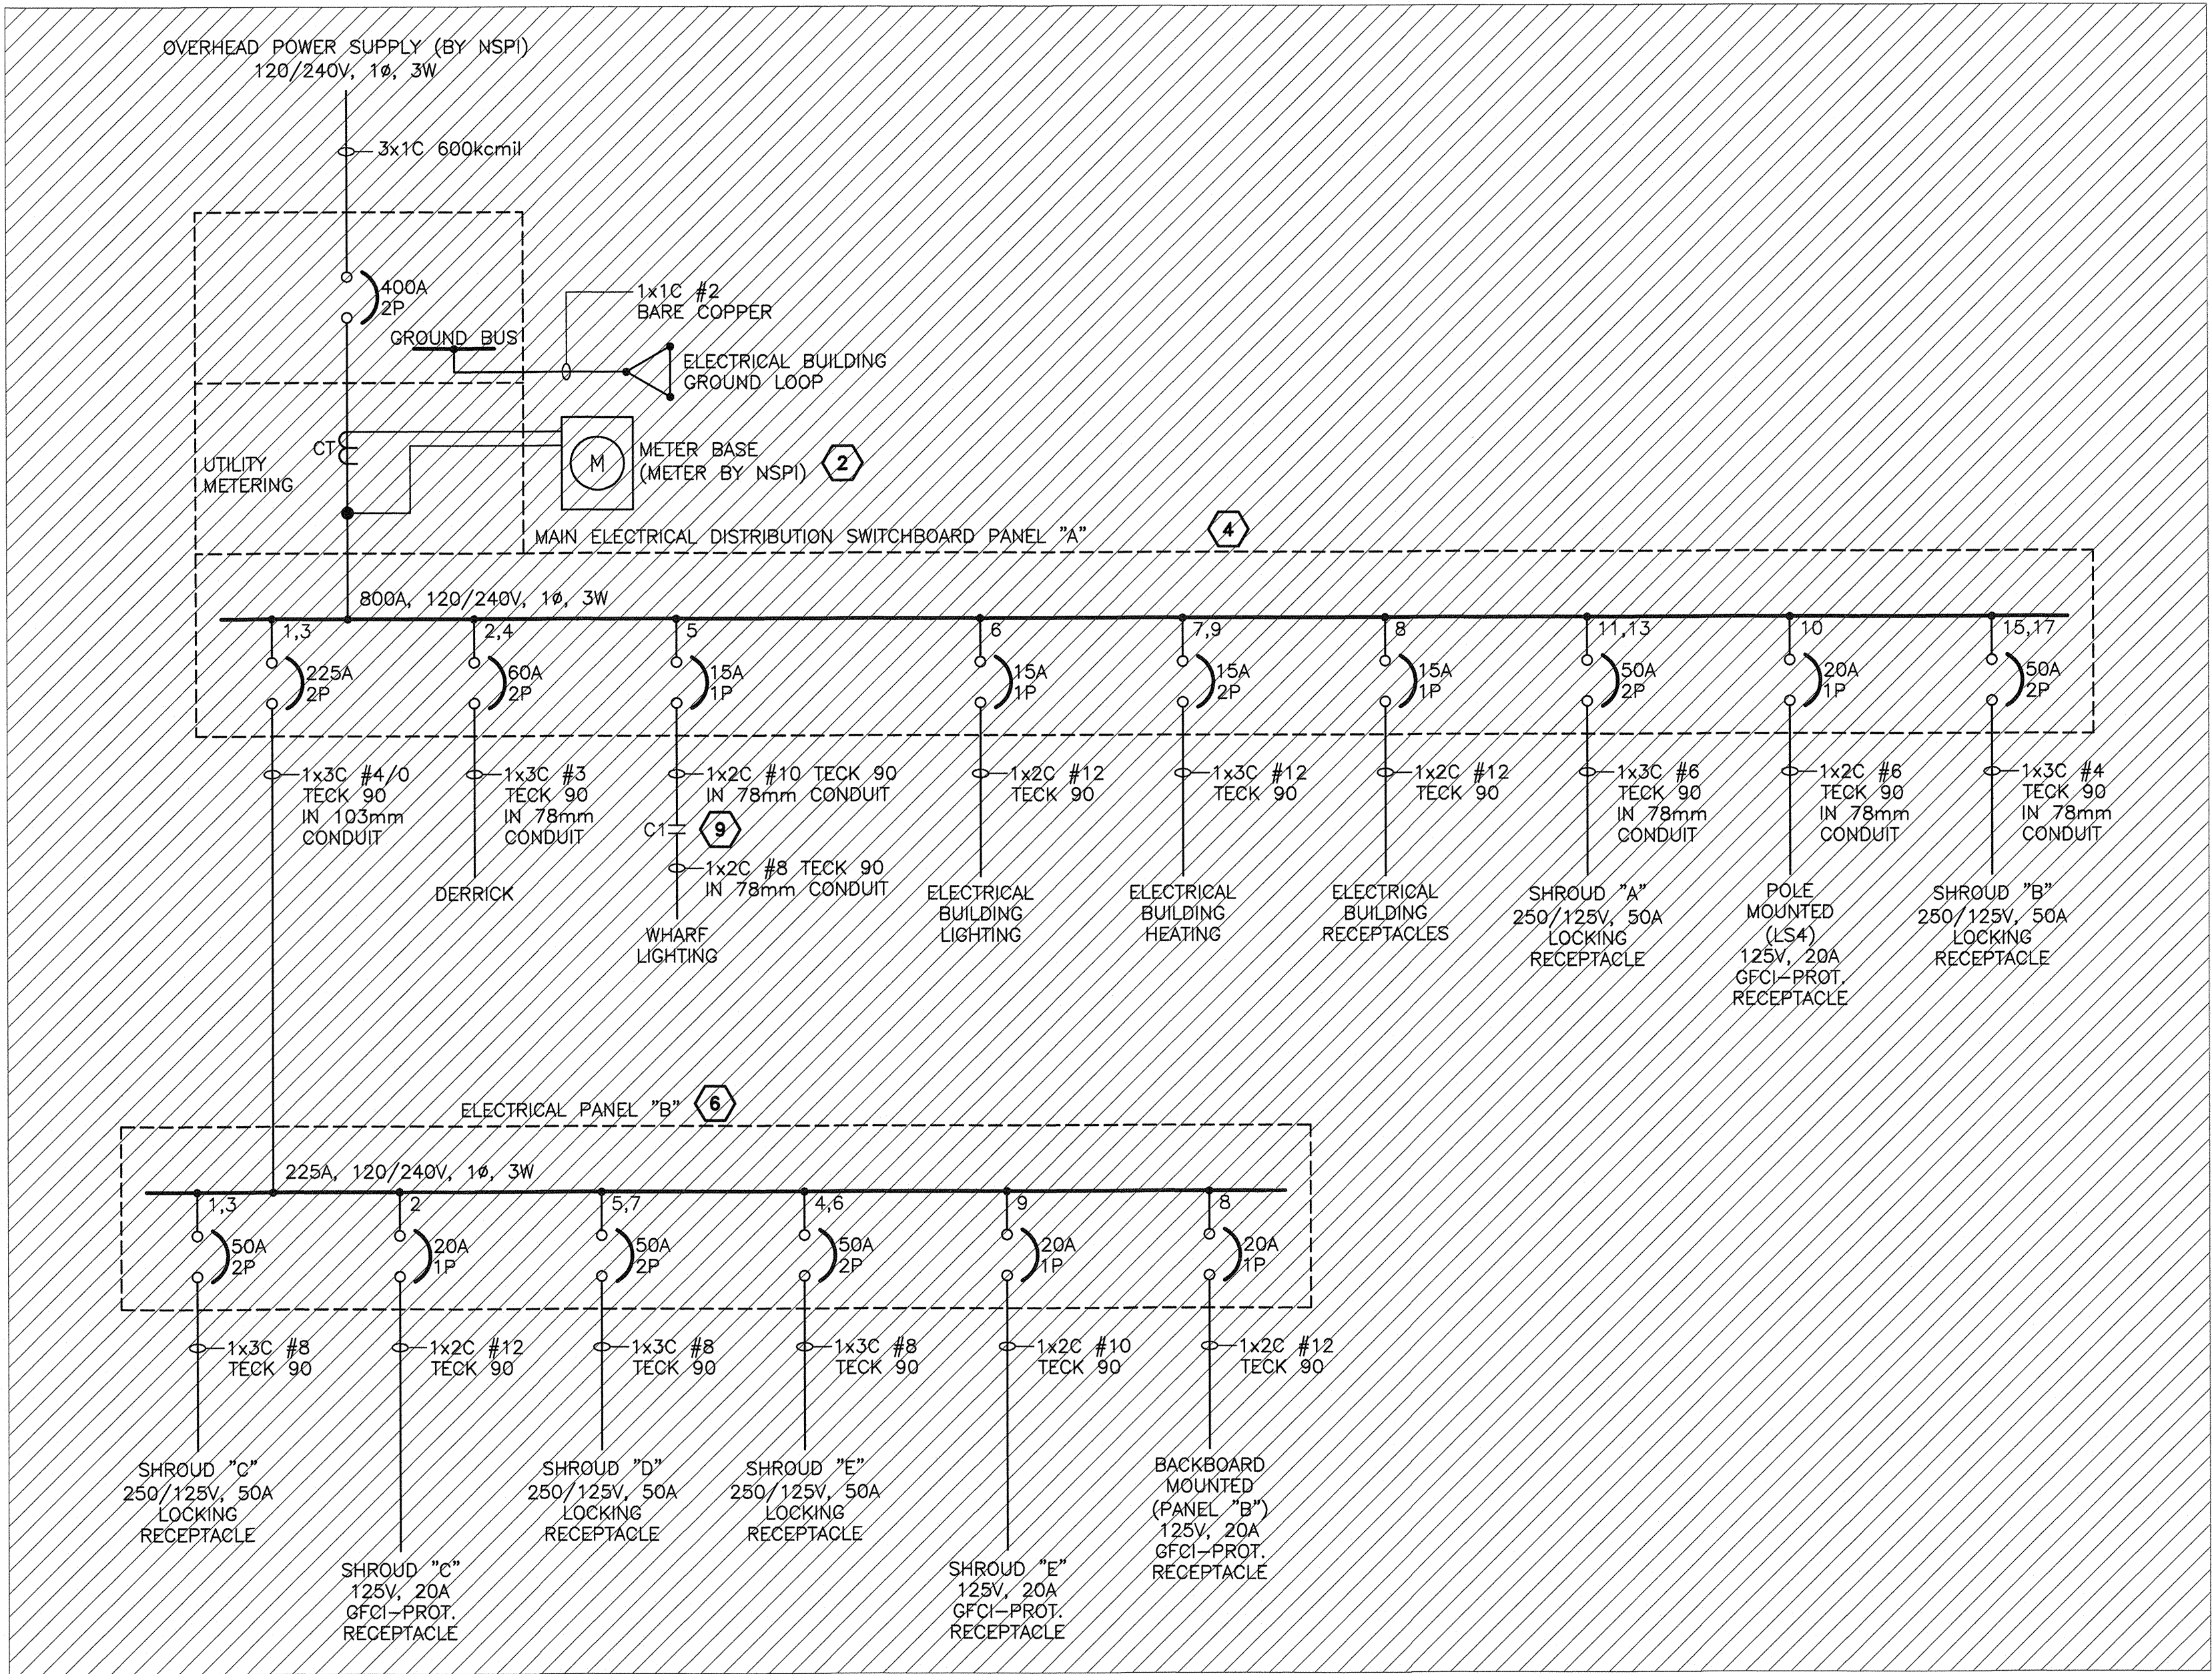 OVERHEAD POWER SUPPLY (BY NSPI)
120/240V, 1ø, 3W
3x1C 600kcmil
400A
2P
GROUND BUS
1x1C #2
BARE COPPER
ELECTRICAL BUILDING
GROUND LOOP
CT
UTILITY
METERING
M
METER BASE
(METER BY NSPI)
2
MAIN ELECTRICAL DISTRIBUTION SWITCHBOARD PANEL "A"
4
800A, 120/240V, 1ø, 3W
1,3
225A
2P
1x3C #4/0
TECK 90
IN 103mm
CONDUIT
2,4
60A
2P
1x3C #3
TECK 90
IN 78mm
CONDUIT
DERRICK
5
15A
1P
1x2C #10 TECK 90
IN 78mm CONDUIT
C1
9
1x2C #8 TECK 90
IN 78mm CONDUIT
WHARF
LIGHTING
6
15A
1P
1x2C #12
TECK 90
ELECTRICAL
BUILDING
LIGHTING
7,9
15A
2P
1x3C #12
TECK 90
ELECTRICAL
BUILDING
HEATING
8
15A
1P
1x2C #12
TECK 90
ELECTRICAL
BUILDING
RECEPTACLES
11,13
50A
2P
1x3C #6
TECK 90
IN 78mm
CONDUIT
SHROUD "A"
250/125V, 50A
LOCKING
RECEPTACLE
10
20A
1P
1x2C #6
TECK 90
IN 78mm
CONDUIT
POLE
MOUNTED
(LS4)
125V, 20A
GFCI-PROT.
RECEPTACLE
15,17
50A
2P
1x3C #4
TECK 90
IN 78mm
CONDUIT
SHROUD "B"
250/125V, 50A
LOCKING
RECEPTACLE
ELECTRICAL PANEL "B"
6
225A, 120/240V, 1ø, 3W
1,3
50A
2P
1x3C #8
TECK 90
SHROUD "C"
250/125V, 50A
LOCKING
RECEPTACLE
2
20A
1P
1x2C #12
TECK 90
SHROUD "C"
125V, 20A
GFCI-PROT.
RECEPTACLE
5,7
50A
2P
1x3C #8
TECK 90
SHROUD "D"
250/125V, 50A
LOCKING
RECEPTACLE
4,6
50A
2P
1x3C #8
TECK 90
SHROUD "E"
250/125V, 50A
LOCKING
RECEPTACLE
9
20A
1P
1x2C #10
TECK 90
SHROUD "E"
125V, 20A
GFCI-PROT.
RECEPTACLE
8
20A
1P
1x2C #12
TECK 90
BACKBOARD
MOUNTED
(PANEL "B")
125V, 20A
GFCI-PROT.
RECEPTACLE